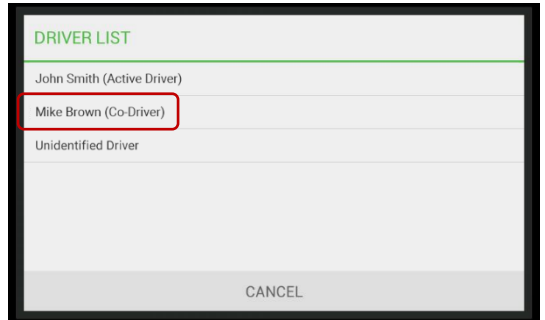 DRIVER LIST
John Smith (Active Driver)
Mike Brown (Co-Driver)
Unidentified Driver
CANCEL